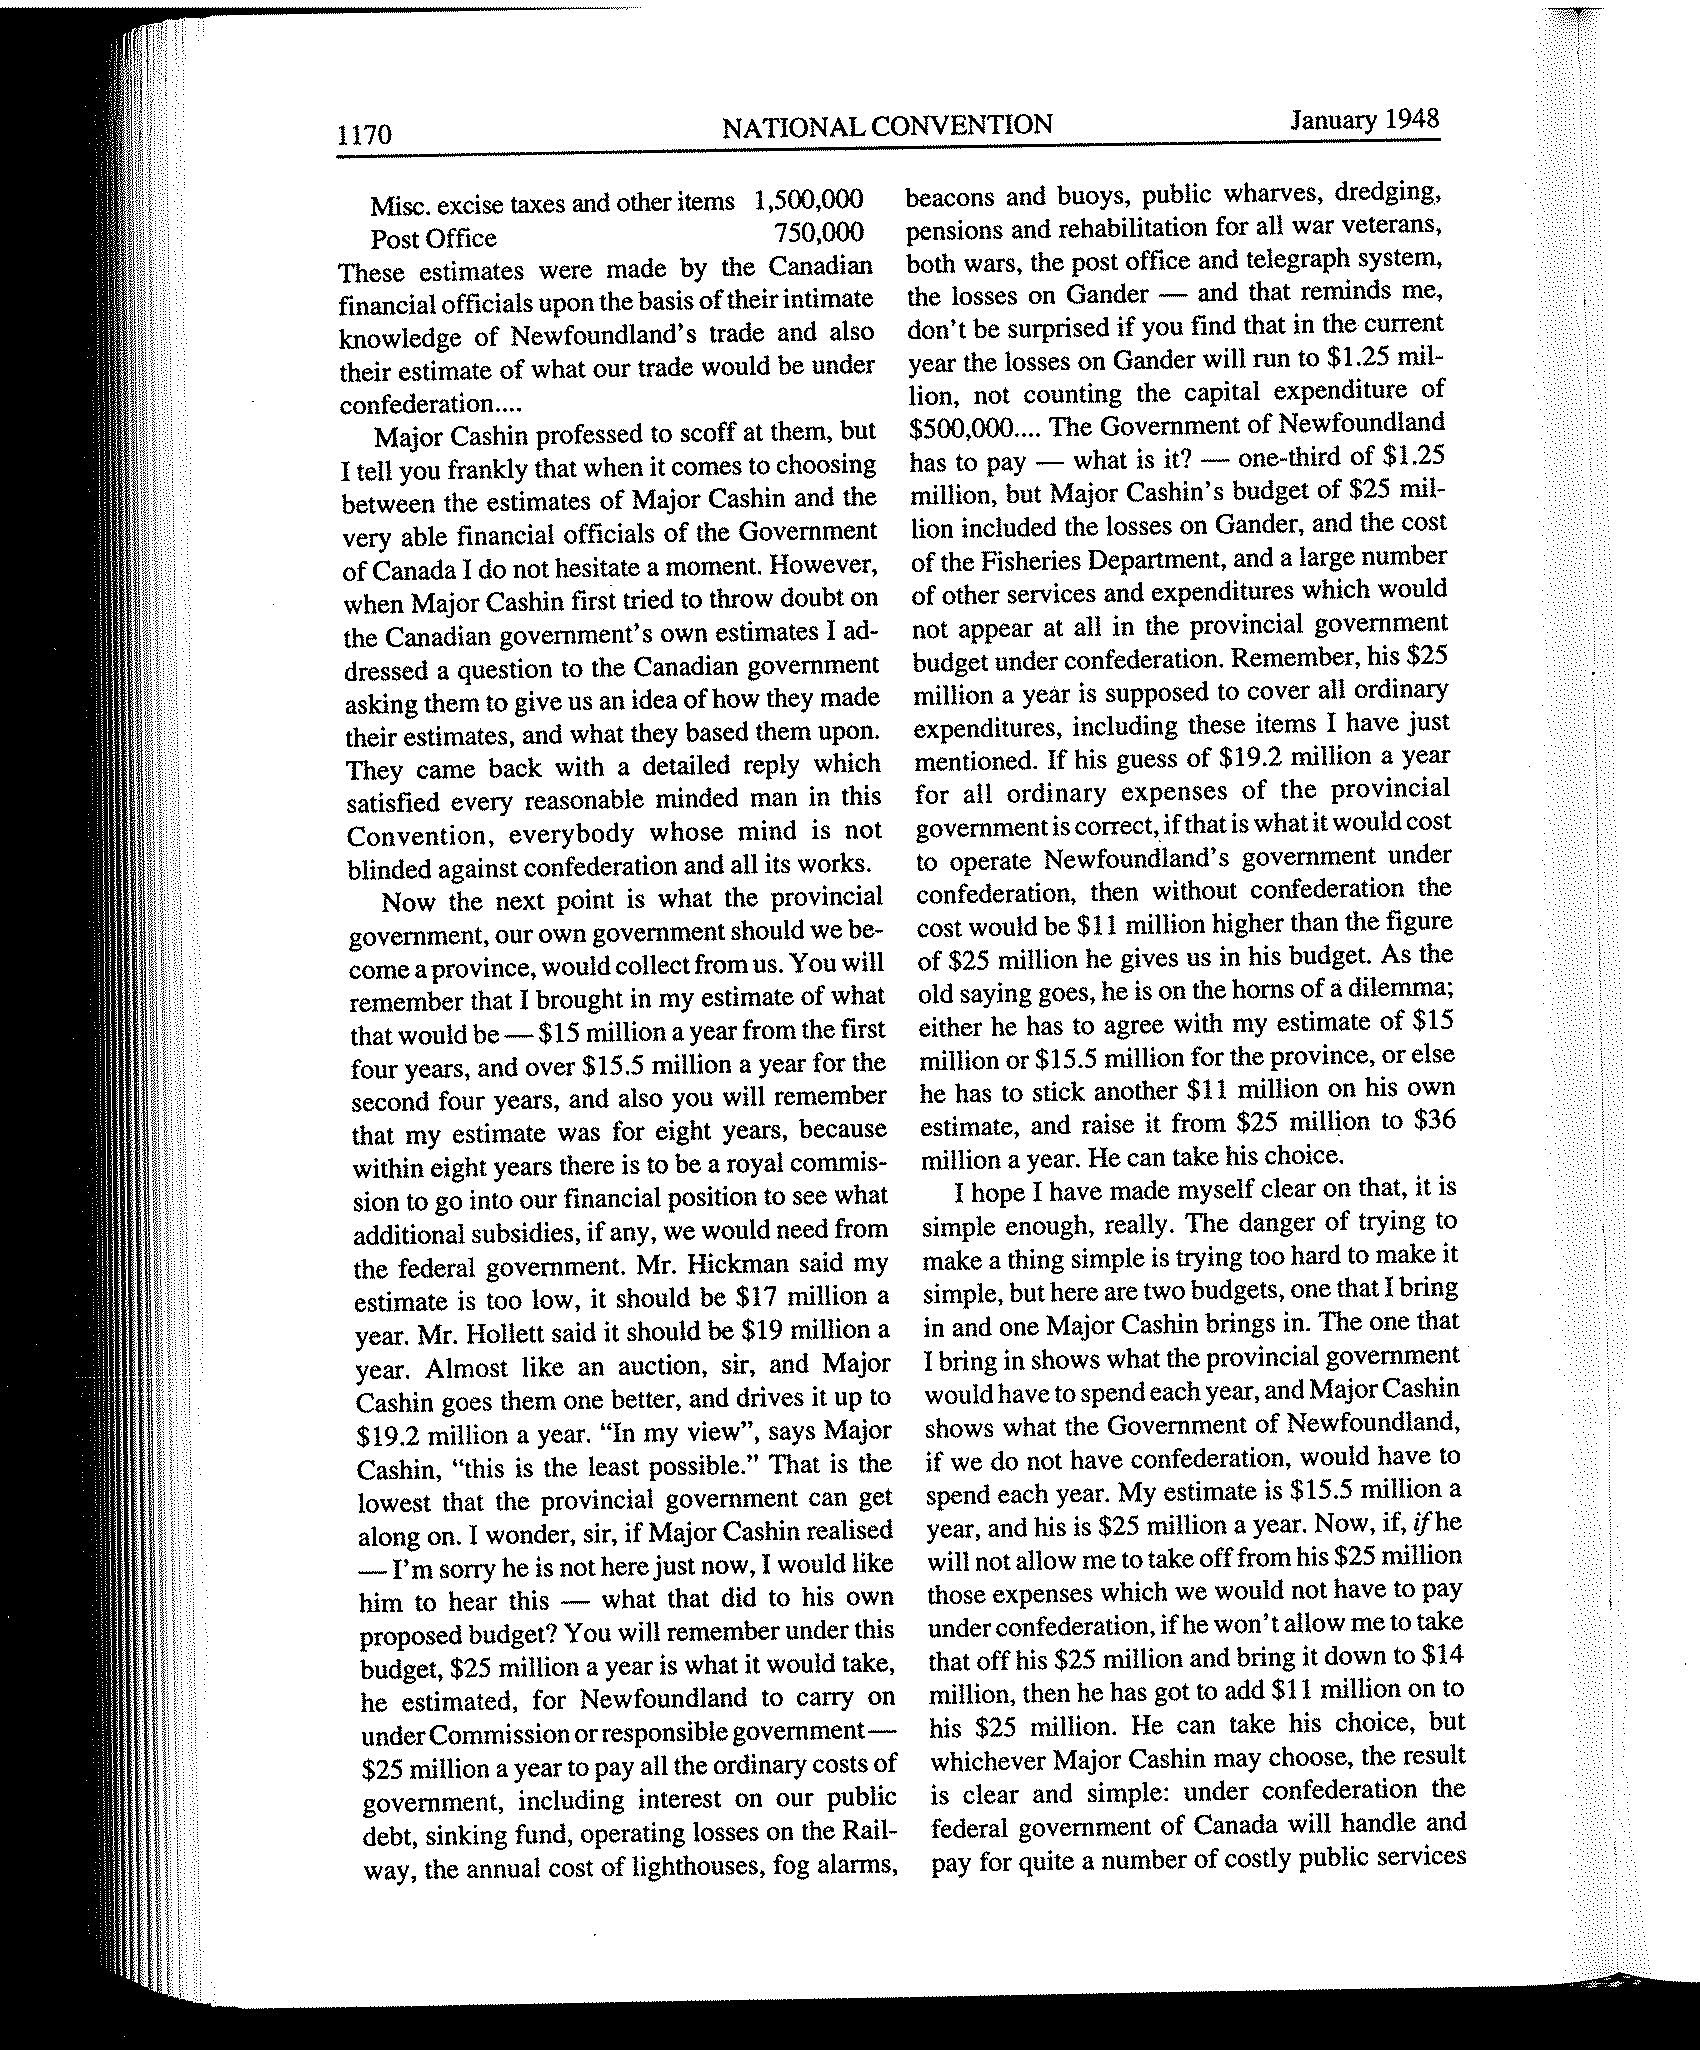 1170
NATIONAL CONVENTION
January 1948
Misc. excise taxes and other items 1,500,000
Post Office 750,000
These estimates were made by the Canadian
financial officials upon the basis of their intimate
knowledge of Newfoundland's trade and also
their estimate of what our trade would be under
confederation....
Major Cashin professed to scoff at them, but
I tell you frankly that when it comes to choosing
between the estimates of Major Cashin and the
very able financial officials of the Government
of Canada I do not hesitate a moment. However,
when Major Cashin first tried to throw doubt on
the Canadian government's own estimates I ad-
dressed a question to the Canadian government
asking them to give us an idea of how they made
their estimates, and what they based them upon.
They came back with a detailed reply which
satisfied every reasonable minded man in this
Convention, everybody whose mind is not
blinded against confederation and all its works.
Now the next point is what the provincial
government, our own government should we be-
come a province, would collect from us. You will
remember that I brought in my estimate of what
that would be — $15 million a year from the first
four years, and over $15.5 million a year for the
second four years, and also you will remember
that my estimate was for eight years, because
within eight years there is to be a royal commis-
sion to go into our financial position to see what
additional subsidies, if any, we would need from
the federal government. Mr. Hickman said my
estimate is too low, it should be $17 million a
year. Mr. Hollett said it should be $19 million a
year. Almost like an auction, sir, and Major
Cashin goes them one better, and drives it up to
$19.2 million a year. "In my view", says Major
Cashin, "this is the least possible." That is the
lowest that the provincial government can get
along on. I wonder, sir, if Major Cashin realised
— I'm sorry he is not here just now, I would like
him to hear this — what that did to his own
proposed budget? You will remember under this
budget, $25 million a year is what it would take,
he estimated, for Newfoundland to carry on
under Commission or responsible government —
$25 million a year to pay all the ordinary costs of
government, including interest on our public
debt, sinking fund, operating losses on the Rail-
way, the annual cost of lighthouses, fog alarms,
beacons and buoys, public wharves, dredging,
pensions and rehabilitation for all war veterans,
both wars, the post office and telegraph system,
the losses on Gander — and that reminds me,
don't be surprised if you find that in the current
year the losses on Gander will run to $1.25 mil-
lion, not counting the capital expenditure of
$500,000.... The Government of Newfoundland
has to pay — what is it? — one-third of $1.25
million, but Major Cashin's budget of $25 mil-
lion included the losses on Gander, and the cost
of the Fisheries Department, and a large number
of other services and expenditures which would
not appear at all in the provincial government
budget under confederation. Remember, his $25
million a year is supposed to cover all ordinary
expenditures, including these items I have just
mentioned. If his guess of $19.2 million a year
for all ordinary expenses of the provincial
government is correct, if that is what it would cost
to operate Newfoundland's government under
confederation, then without confederation the
cost would be $11 million higher than the figure
of $25 million he gives us in his budget. As the
old saying goes, he is on the horns of a dilemma;
either he has to agree with my estimate of $15
million or $15.5 million for the province, or else
he has to stick another $11 million on his own
estimate, and raise it from $25 million to $36
million a year. He can take his choice.
I hope I have made myself clear on that, it is
simple enough, really. The danger of trying to
make a thing simple is trying too hard to make it
simple, but here are two budgets, one that I bring
in and one Major Cashin brings in. The one that
I bring in shows what the provincial government
would have to spend each year, and Major Cashin
shows what the Government of Newfoundland,
if we do not have confederation, would have to
spend each year. My estimate is $15.5 million a
year, and his is $25 million a year. Now, if, if he
will not allow me to take off from his $25 million
those expenses which we would not have to pay
under confederation, if he won't allow me to take
that off his $25 million and bring it down to $14
million, then he has got to add $11 million on to
his $25 million. He can take his choice, but
whichever Major Cashin may choose, the result
is clear and simple: under confederation the
federal government of Canada will handle and
pay for quite a number of costly public services